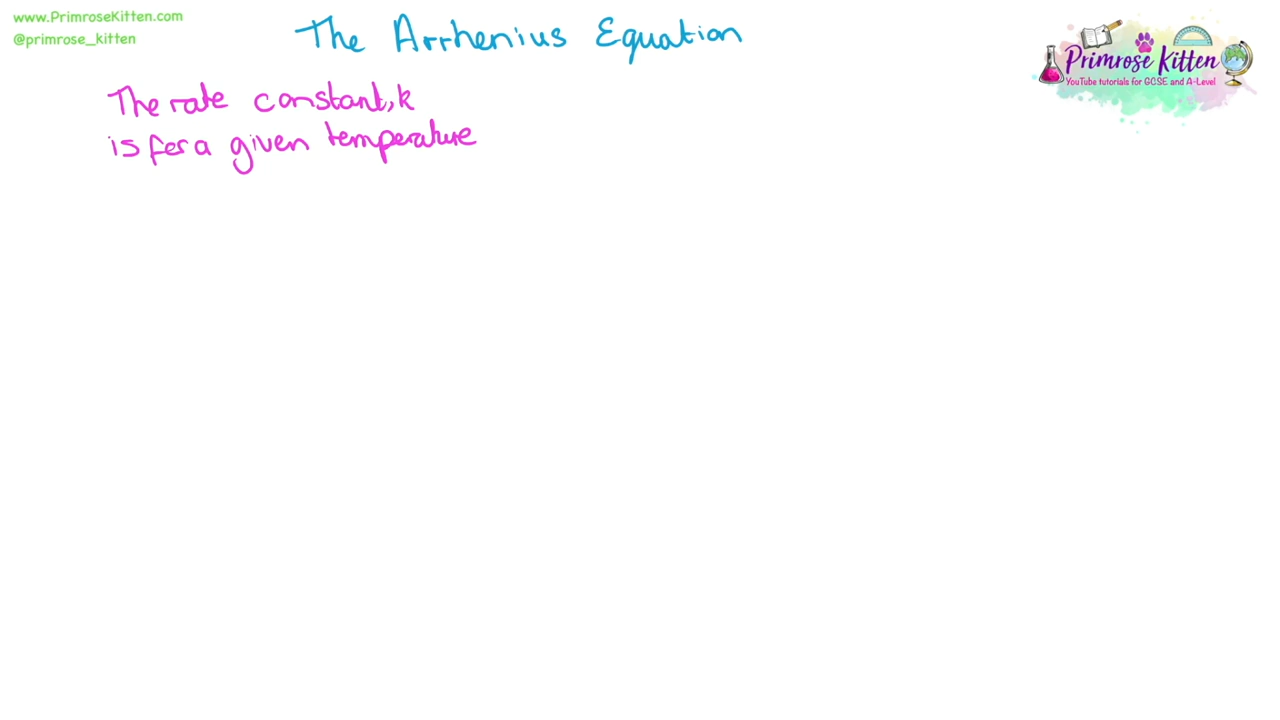 www.PrimroseKitten.com
@primrose_kitten
The Arrhenius Equation
Primrose Kitten
YouTube tutorials for GCSE and A-Level
The rate constant, k
is for a given temperature